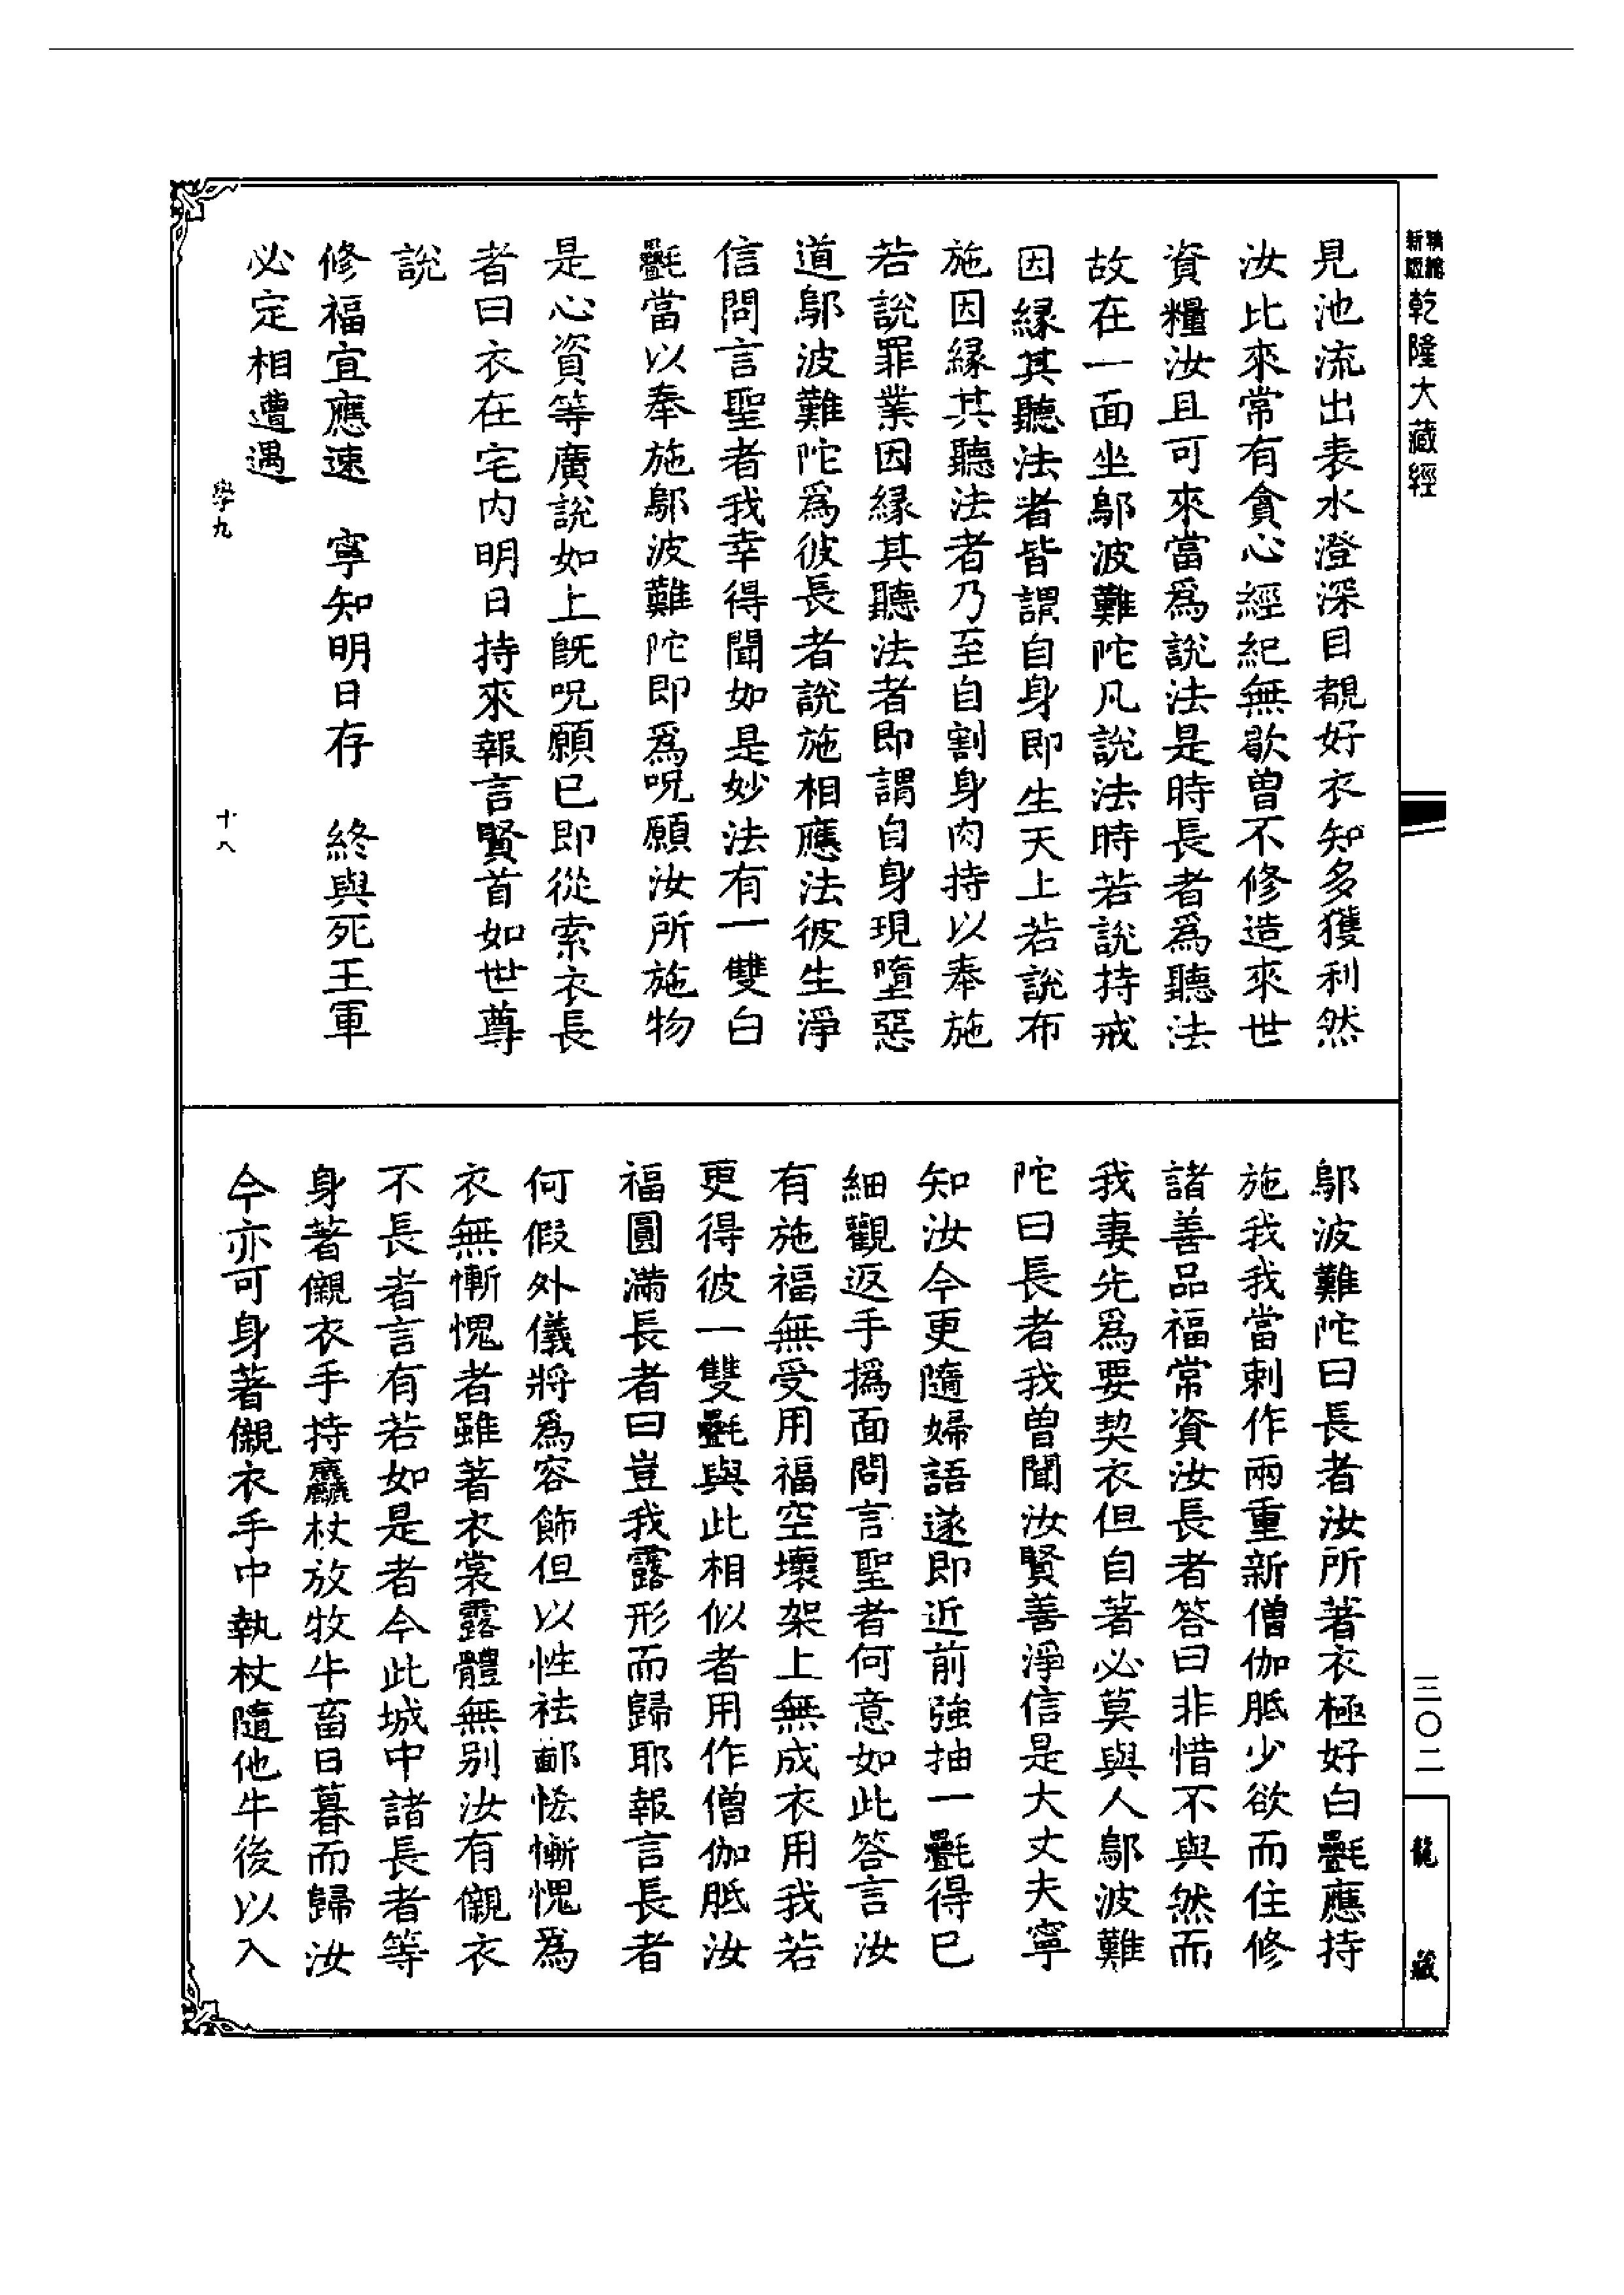 新編縮版乾隆大藏經
見池流出表水澄深目覩好衣知多獲利然
汝比來常有貪心經紀無歇曾不修造來世
資糧汝且可來當爲說法是時長者爲聽法
故在一面坐鄔波難陀凡說法時若說持戒
因緣其聽法者皆謂自身即生天上若說布
施因緣其聽法者乃至自割身肉持以奉施
若說罪業因緣其聽法者即謂自身現墮惡
道鄔波難陀爲彼長者說施相應法彼生淨
信問言聖者我幸得聞如是妙法有一雙白
㲲當以奉施鄔波難陀即爲呪願汝所施物
是心資等廣說如上旣呪願已即從索衣長
者曰衣在宅內明日持來報言賢首如世尊
說
修福宜應速 寧知明日存 終與死王軍
必定相遭遇
學九 十八
鄔波難陀曰長者汝所著衣極好白㲲應持
施我我當刺作兩重新僧伽胝少欲而住修
諸善品福常資汝長者答曰非惜不與然而
我妻先爲要契衣但自著必莫與人鄔波難
陀曰長者我曾聞汝賢善淨信是大丈夫寧
知汝今更隨婦語遂即近前強抽一㲲得已
細觀返手撝面問言聖者何意如此答言汝
有施福無受用福空壞架上無成衣用我若
更得彼一雙㲲與此相似者用作僧伽胝汝
福圓滿長者曰豈我露形而歸耶報言長者
何假外儀將爲容飾但以性袪鄙恡慚愧爲
衣無慚愧者雖著衣裳露體無别汝有儭衣
不長者言有若如是者今此城中諸長者等
身著儭衣手持麤杖放牧牛畜日暮而歸汝
今亦可身著儭衣手中執杖隨他牛後以入
三〇二
龍藏